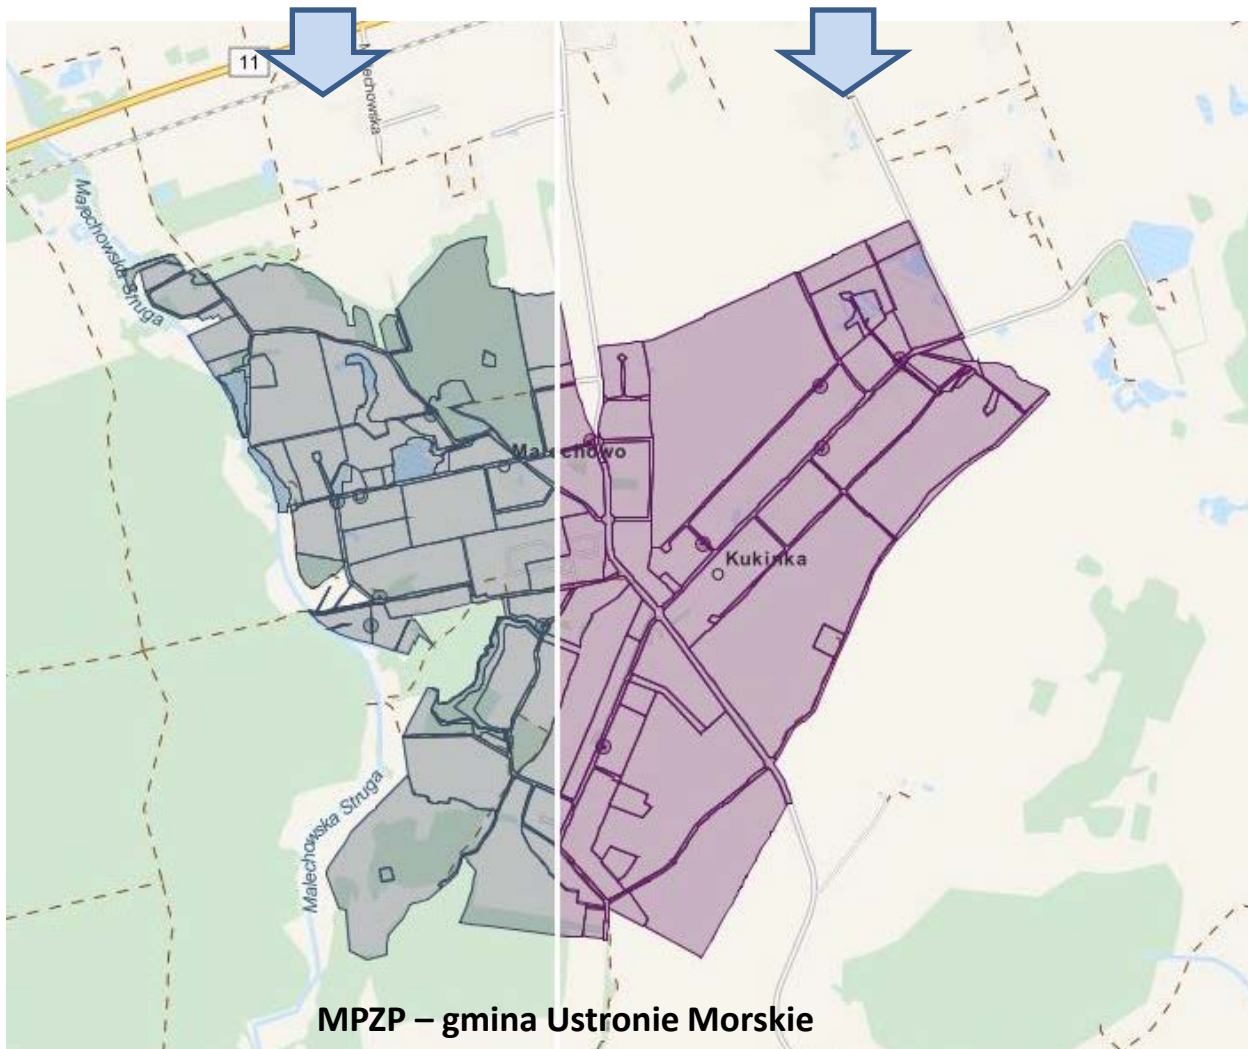 11
Malechowska
Malechowska Struga
Malechowo
Kukinka
Malechowska Struga
MPZP – gmina Ustronie Morskie